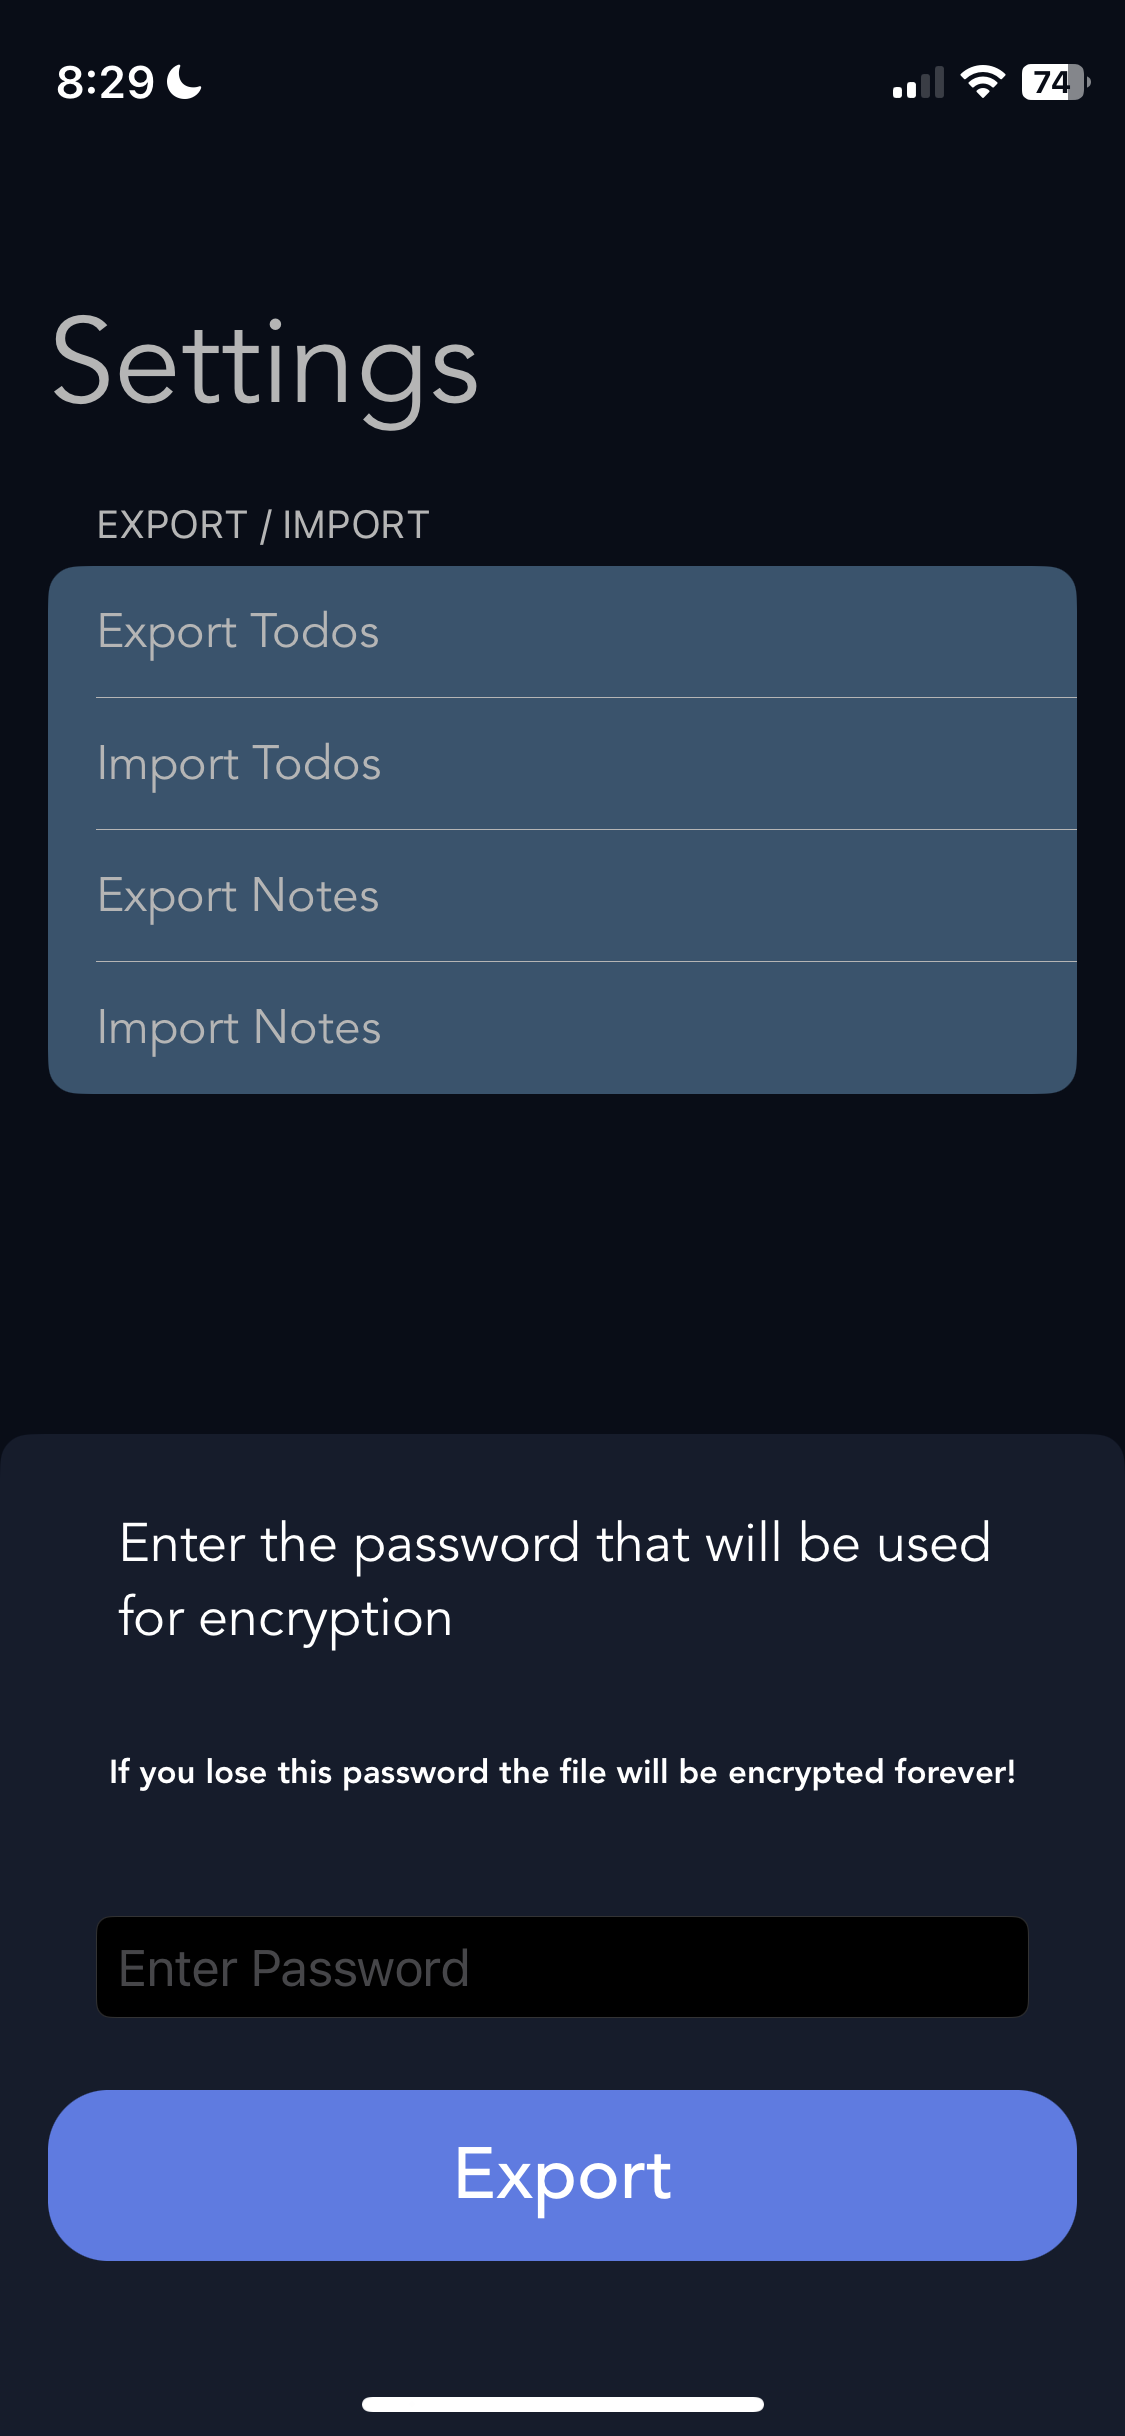 8:29
74
Settings
EXPORT / IMPORT
Export Todos
Import Todos
Export Notes
Import Notes
Enter the password that will be used
for encryption
If you lose this password the file will be encrypted forever!
Enter Password
Export